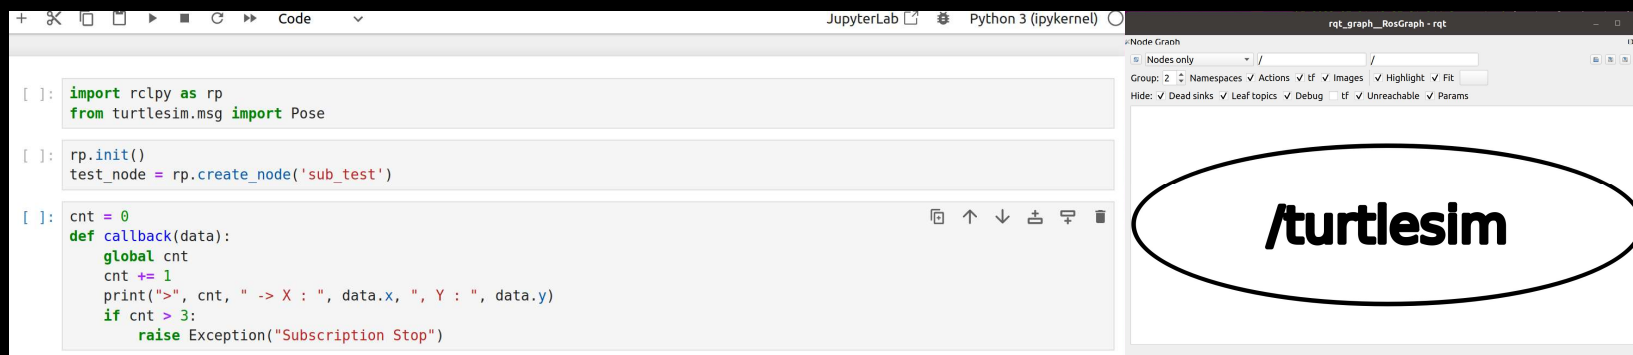 Code
JupyterLab
Python 3 (ipykernel)
[ ]: import rclpy as rp
from turtlesim.msg import Pose
[ ]: rp.init()
test_node = rp.create_node('sub_test')
[ ]: cnt = 0
def callback(data):
    global cnt
    cnt += 1
    print(">", cnt, " -> X : ", data.x, ", Y : ", data.y)
    if cnt > 3:
        raise Exception("Subscription Stop")
rqt_graph__RosGraph - rqt
Node Graph
Nodes only / /
Group: 2 Namespaces Actions tf Images Highlight Fit
Hide: Dead sinks Leaf topics Debug tf Unreachable Params
/turtlesim